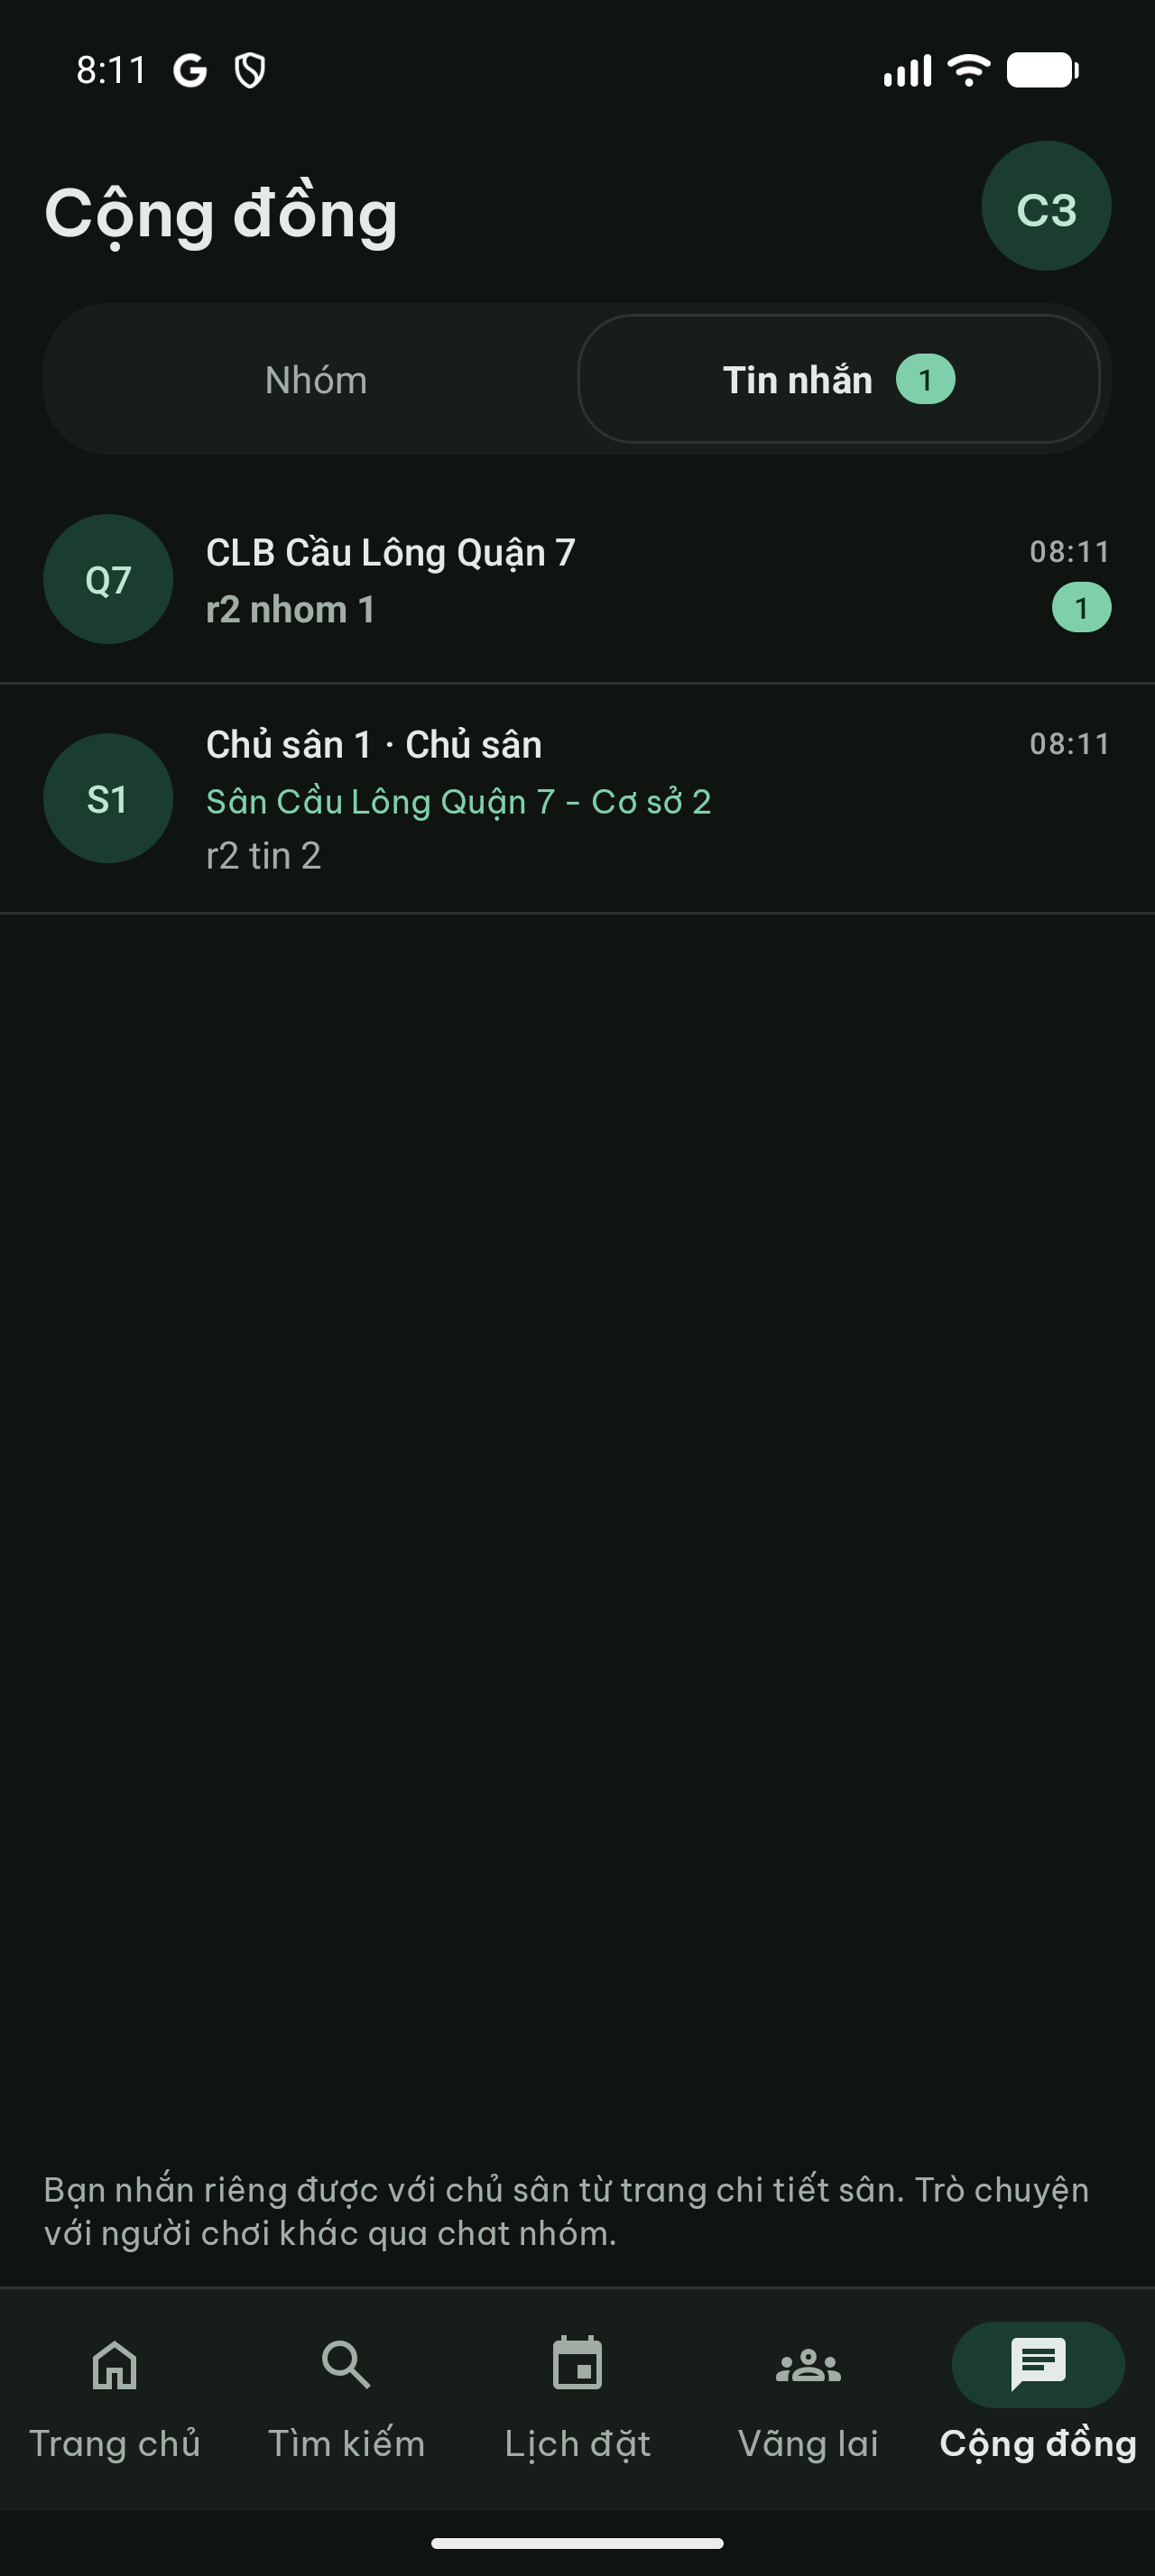 8:11
Cộng đồng
C3
Nhóm
Tin nhắn 1
Q7
CLB Cầu Lông Quận 7
08:11
r2 nhom 1
1
S1
Chủ sân 1 · Chủ sân
08:11
Sân Cầu Lông Quận 7 - Cơ sở 2
r2 tin 2
Bạn nhắn riêng được với chủ sân từ trang chi tiết sân. Trò chuyện
với người chơi khác qua chat nhóm.
Trang chủ
Tìm kiếm
Lịch đặt
Vãng lai
Cộng đồng